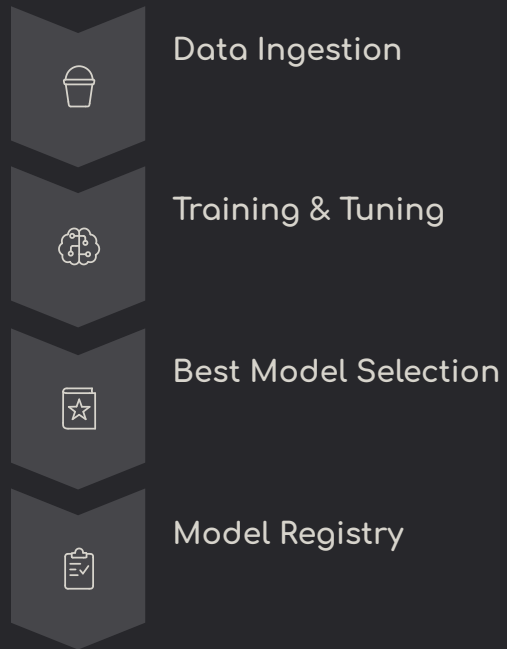 Data Ingestion
Training & Tuning
Best Model Selection
Model Registry